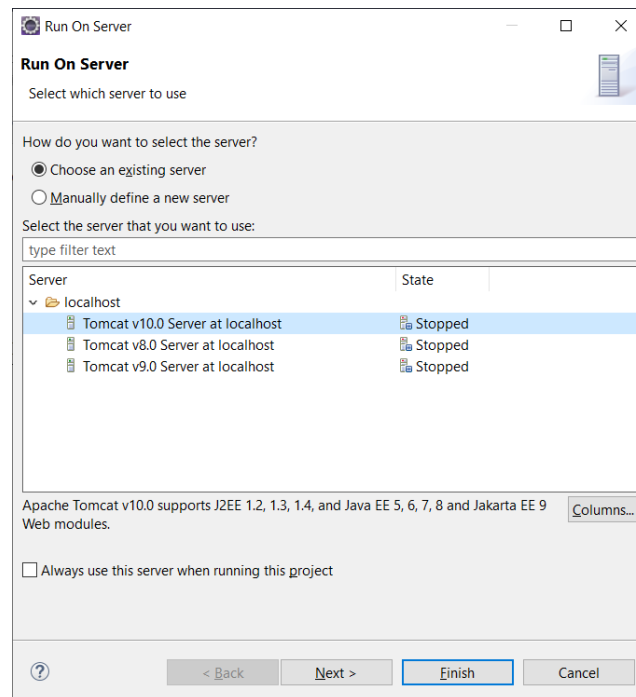 Run On Server
Run On Server
Select which server to use
How do you want to select the server?
Choose an existing server
Manually define a new server
Select the server that you want to use:
type filter text
Server State
localhost
Tomcat v10.0 Server at localhost Stopped
Tomcat v8.0 Server at localhost Stopped
Tomcat v9.0 Server at localhost Stopped
Apache Tomcat v10.0 supports J2EE 1.2, 1.3, 1.4, and Java EE 5, 6, 7, 8 and Jakarta EE 9
Web modules.
Columns...
Always use this server when running this project
? < Back Next > Finish Cancel